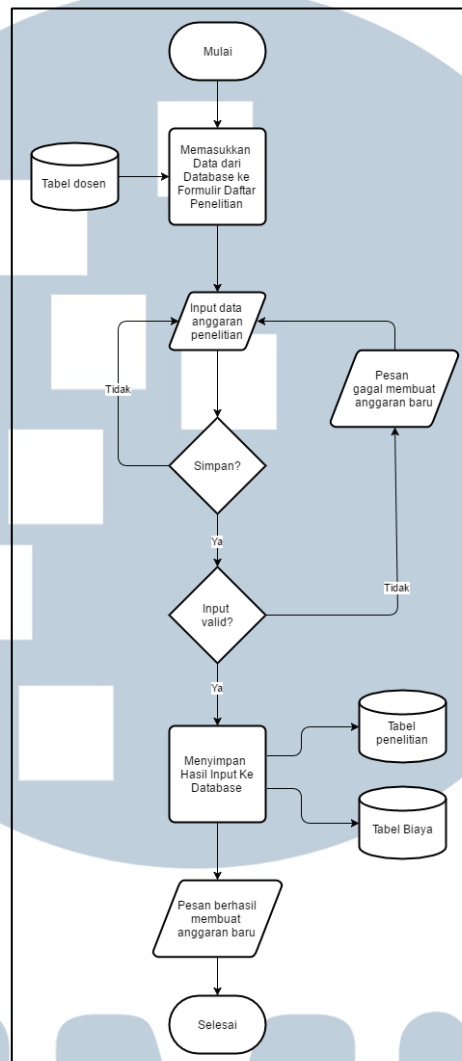 Mulai
Memasukkan
Data dari
Database ke
Formulir Daftar
Penelitian
Tabel dosen
Input data
anggaran
penelitian
Pesan
gagal membuat
anggaran baru
Tidak
Simpan?
Ya
Input
valid?
Tidak
Ya
Menyimpan
Hasil Input Ke
Database
Tabel
penelitian
Tabel Biaya
Pesan berhasil
membuat
anggaran baru
Selesai